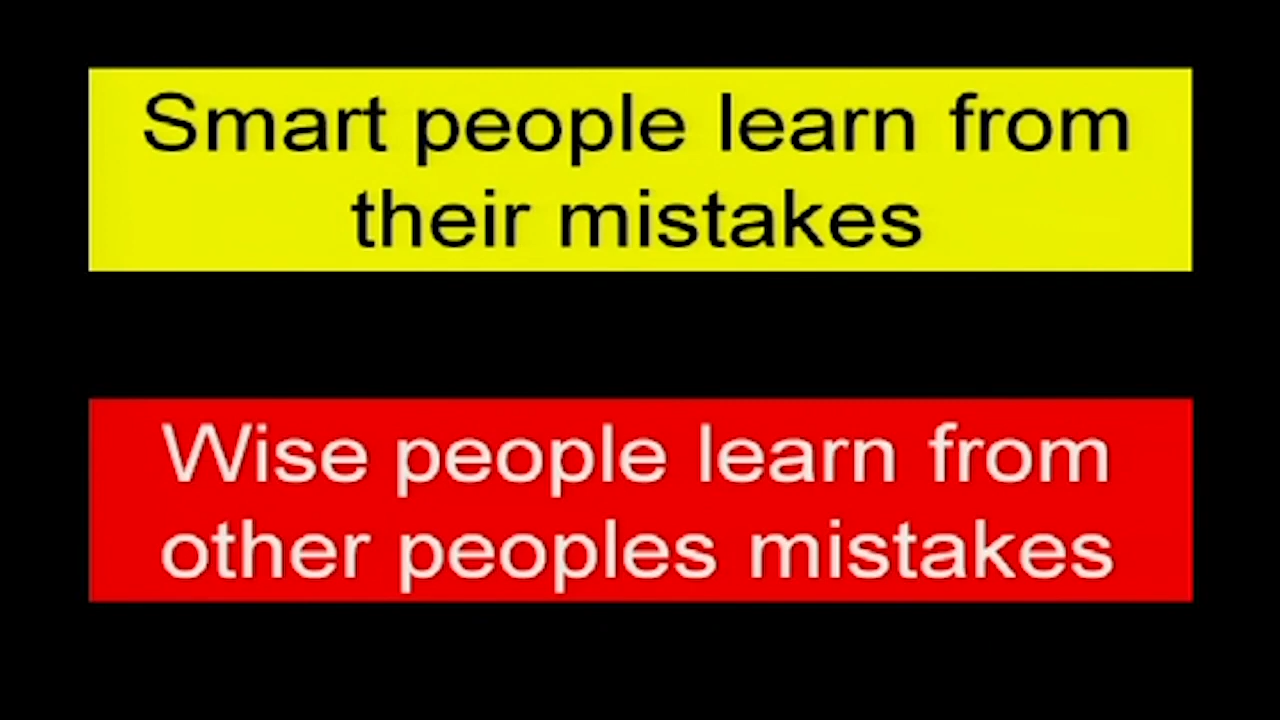 Smart people learn from
their mistakes
Wise people learn from
other peoples mistakes